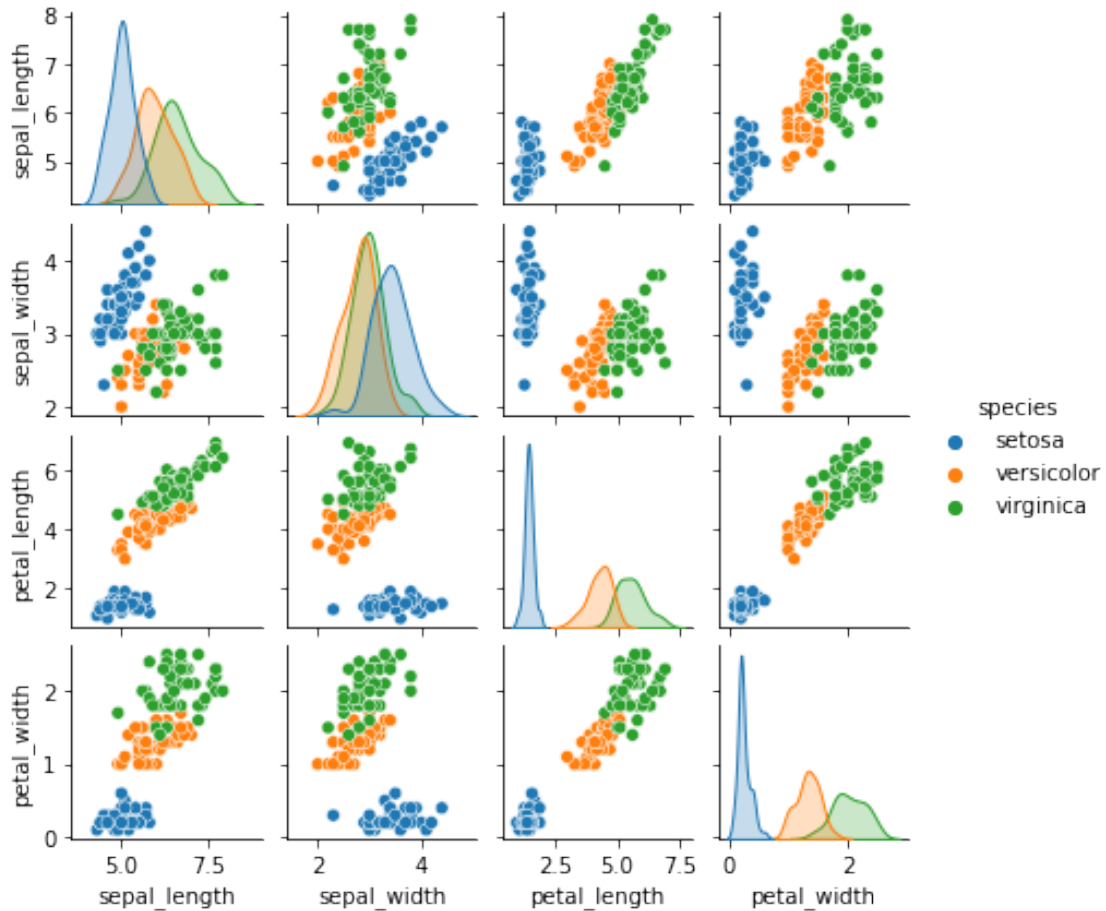 8
7
6
5
sepal_length
4
3
2
sepal_width
6
4
2
petal_length
2
1
0
petal_width
5.0 7.5
sepal_length
2 4
sepal_width
2.5 5.0 7.5
petal_length
0 2
petal_width
species
setosa
versicolor
virginica